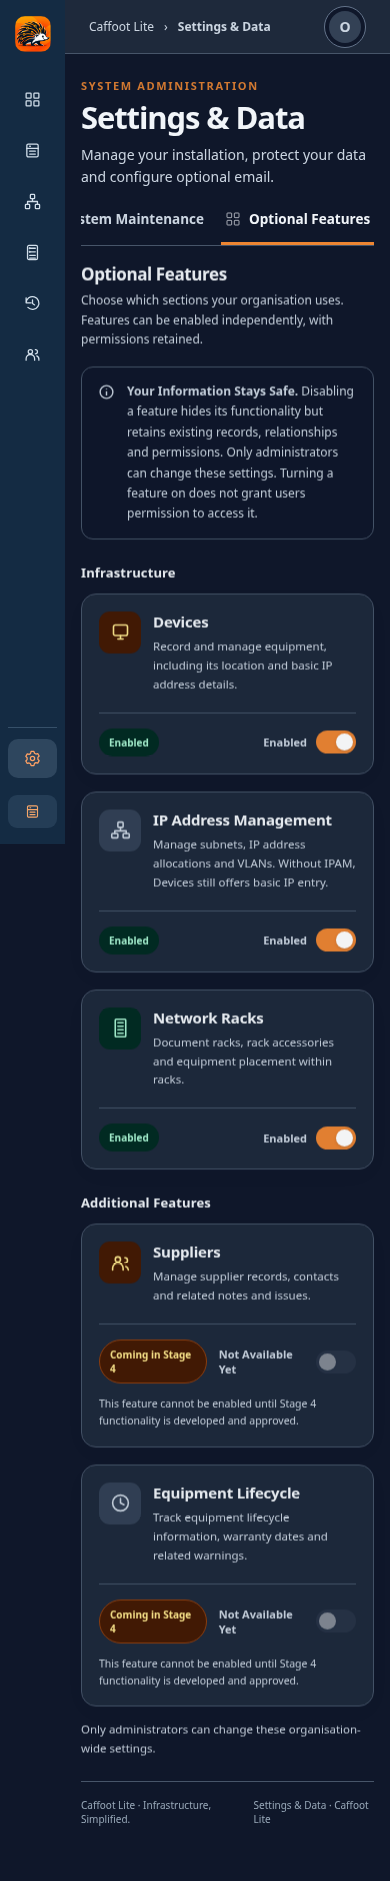 Caffoot Lite › Settings & Data
O
SYSTEM ADMINISTRATION
Settings & Data
Manage your installation, protect your data
and configure optional email.
stem Maintenance
Optional Features
Optional Features
Choose which sections your organisation uses.
Features can be enabled independently, with
permissions retained.
Your Information Stays Safe. Disabling
a feature hides its functionality but
retains existing records, relationships
and permissions. Only administrators
can change these settings. Turning a
feature on does not grant users
permission to access it.
Infrastructure
Devices
Record and manage equipment,
including its location and basic IP
address details.
Enabled
Enabled
IP Address Management
Manage subnets, IP address
allocations and VLANs. Without IPAM,
Devices still offers basic IP entry.
Enabled
Enabled
Network Racks
Document racks, rack accessories
and equipment placement within
racks.
Enabled
Enabled
Additional Features
Suppliers
Manage supplier records, contacts
and related notes and issues.
Coming in Stage
4
Not Available
Yet
This feature cannot be enabled until Stage 4
functionality is developed and approved.
Equipment Lifecycle
Track equipment lifecycle
information, warranty dates and
related warnings.
Coming in Stage
4
Not Available
Yet
This feature cannot be enabled until Stage 4
functionality is developed and approved.
Only administrators can change these organisation-
wide settings.
Caffoot Lite · Infrastructure,
Simplified.
Settings & Data · Caffoot
Lite